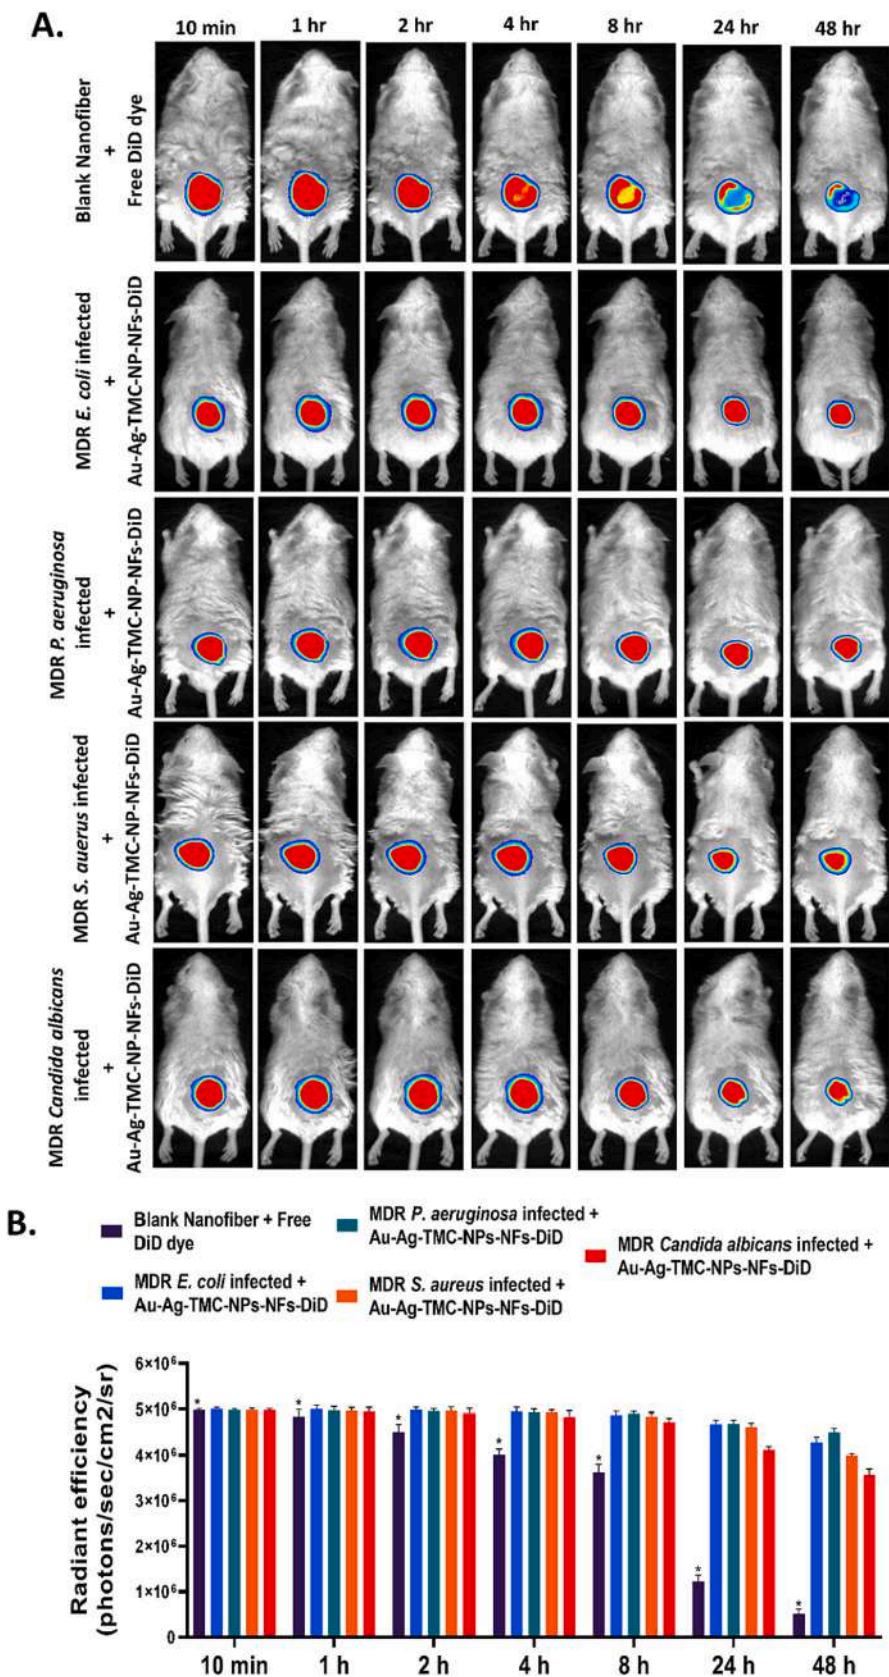 A.
10 min 1 hr 2 hr 4 hr 8 hr 24 hr 48 hr
Blank Nanofiber
+
Free DiD dye
MDR E. coli infected
+
Au-Ag-TMC-NP-NFs-DiD
MDR P. aeruginosa
infected
+
Au-Ag-TMC-NP-NFs-DiD
MDR S. auerus infected
+
Au-Ag-TMC-NP-NFs-DiD
MDR Candida albicans
infected
+
Au-Ag-TMC-NP-NFs-DiD
B.
Blank Nanofiber + Free
DiD dye
MDR E. coli infected +
Au-Ag-TMC-NPs-NFs-DiD
MDR P. aeruginosa infected +
Au-Ag-TMC-NPs-NFs-DiD
MDR S. aureus infected +
Au-Ag-TMC-NPs-NFs-DiD
MDR Candida albicans infected +
Au-Ag-TMC-NPs-NFs-DiD
Radiant efficiency
(photons/sec/cm2/sr)
6×10⁶
5×10⁶
4×10⁶
3×10⁶
2×10⁶
1×10⁶
0
* * * * * * *
10 min 1 h 2 h 4 h 8 h 24 h 48 h